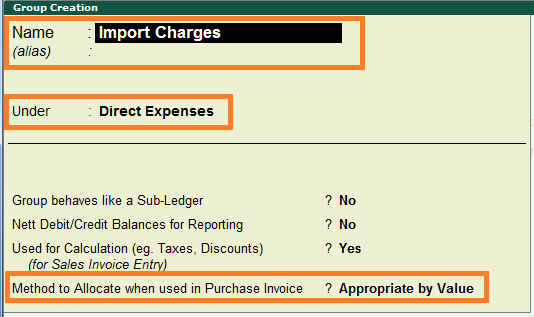 Group Creation
Name : Import Charges
(alias) :
Under : Direct Expenses
Group behaves like a Sub-Ledger ? No
Nett Debit/Credit Balances for Reporting ? No
Used for Calculation (eg. Taxes, Discounts) ? Yes
(for Sales Invoice Entry)
Method to Allocate when used in Purchase Invoice ? Appropriate by Value